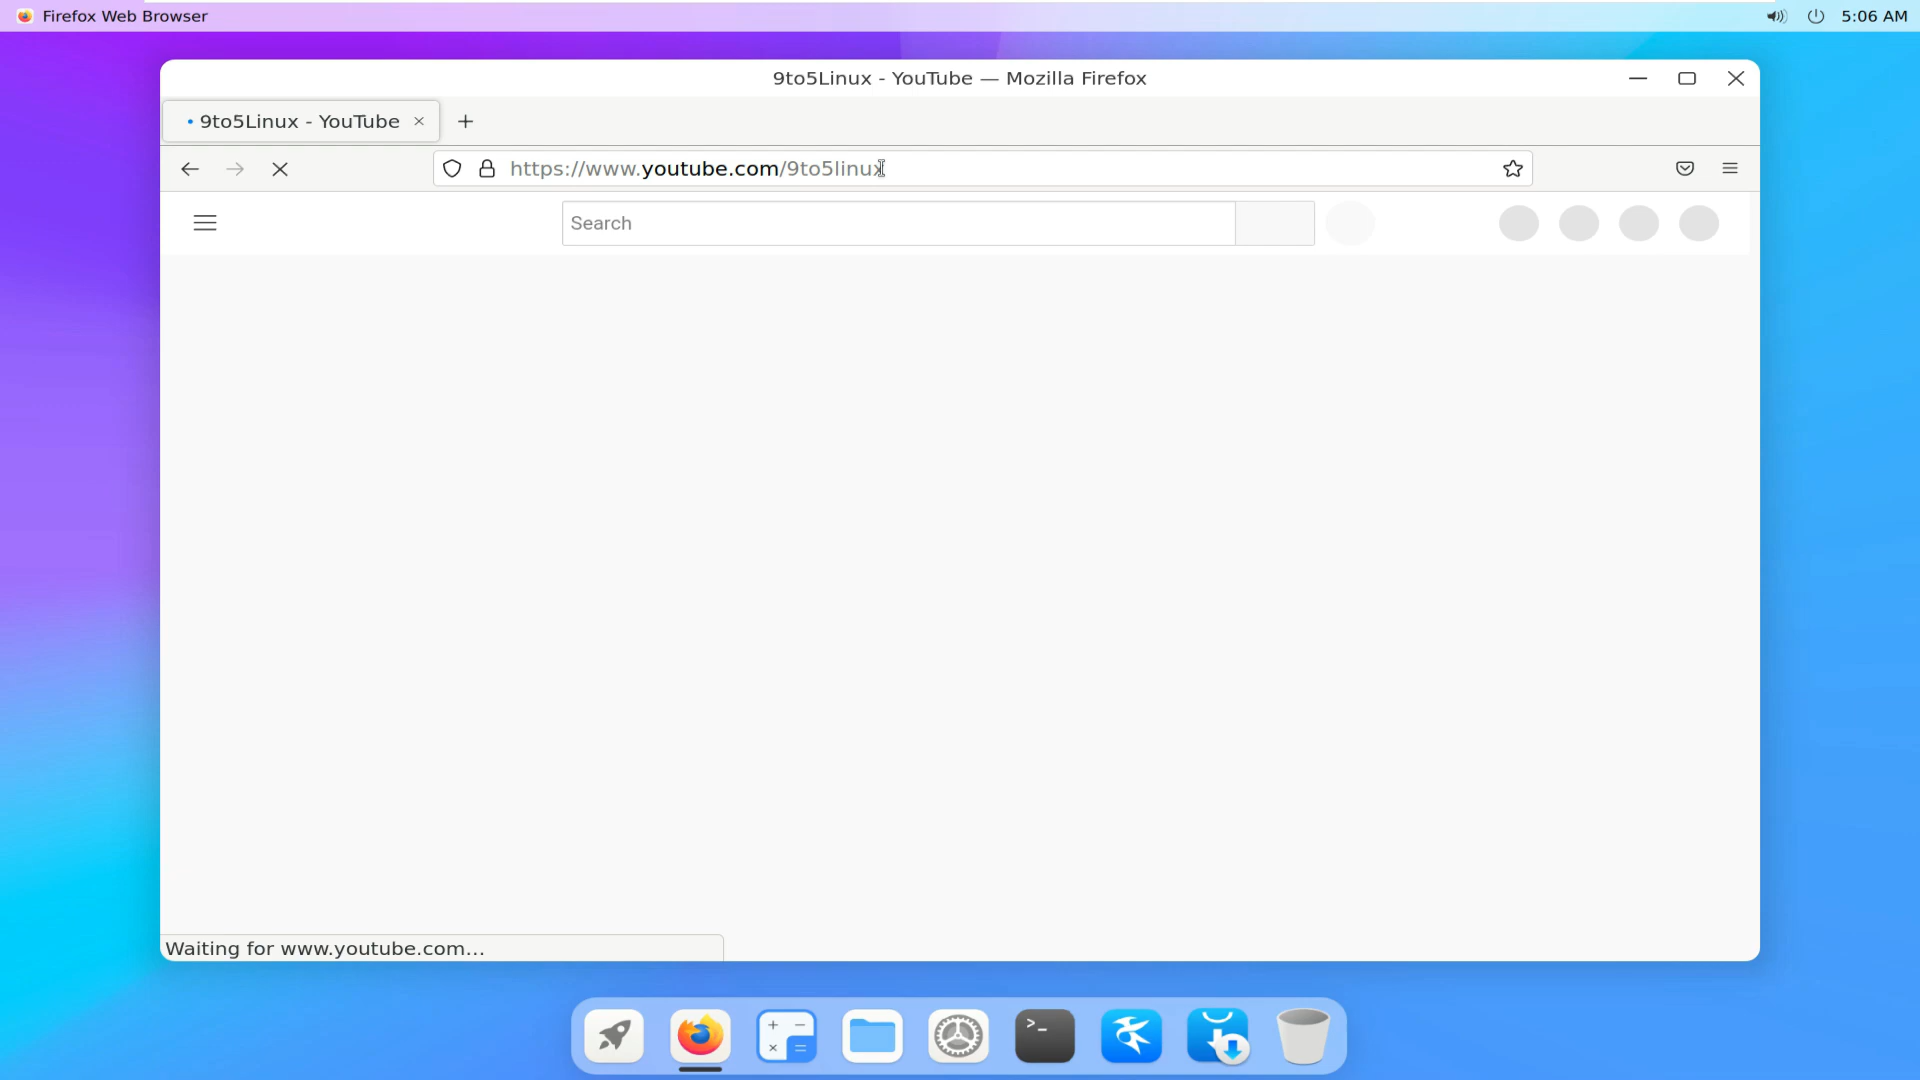 Firefox Web Browser
5:06 AM
9to5Linux - YouTube — Mozilla Firefox
9to5Linux - YouTube
https://www.youtube.com/9to5linux
Search
Waiting for www.youtube.com...
>_